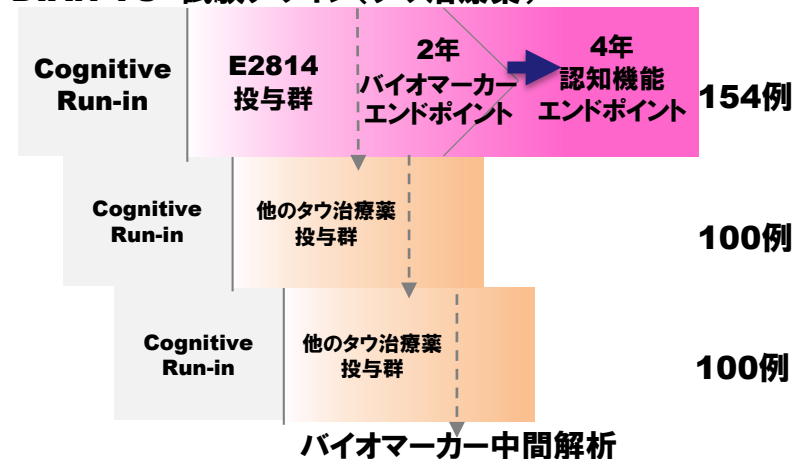 Cognitive
Run-in
E2814
投与群
2年
バイオマーカー
エンドポイント
4年
認知機能
エンドポイント
154例
Cognitive
Run-in
他のタウ治療薬
投与群
100例
Cognitive
Run-in
他のタウ治療薬
投与群
100例
バイオマーカー中間解析